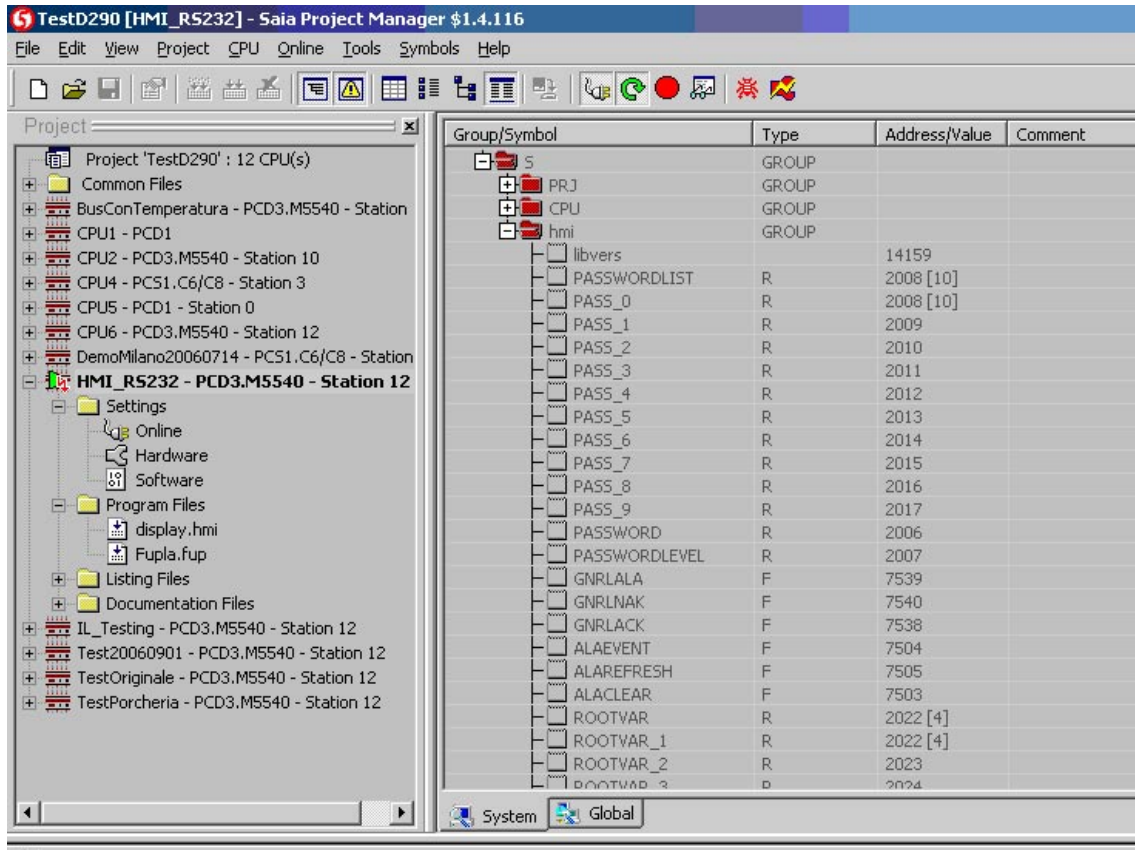 TestD290 [HMI_RS232] - Saia Project Manager $1.4.116
File Edit View Project CPU Online Tools Symbols Help
Project
Project 'TestD290' : 12 CPU(s)
Common Files
BusConTemperatura - PCD3.M5540 - Station
CPU1 - PCD1
CPU2 - PCD3.M5540 - Station 10
CPU4 - PCS1.C6/C8 - Station 3
CPU5 - PCD1 - Station 0
CPU6 - PCD3.M5540 - Station 12
DemoMilano20060714 - PCS1.C6/C8 - Station
HMI_RS232 - PCD3.M5540 - Station 12
Settings
Online
Hardware
Software
Program Files
display.hmi
Fupla.fup
Listing Files
Documentation Files
IL_Testing - PCD3.M5540 - Station 12
Test20060901 - PCD3.M5540 - Station 12
TestOriginale - PCD3.M5540 - Station 12
TestPorcheria - PCD3.M5540 - Station 12
Group/Symbol Type Address/Value Comment
S GROUP
PRJ GROUP
CPU GROUP
hmi GROUP
libvers 14159
PASSWORDLIST R 2008 [10]
PASS_0 R 2008 [10]
PASS_1 R 2009
PASS_2 R 2010
PASS_3 R 2011
PASS_4 R 2012
PASS_5 R 2013
PASS_6 R 2014
PASS_7 R 2015
PASS_8 R 2016
PASS_9 R 2017
PASSWORD R 2006
PASSWORDLEVEL R 2007
GNRLALA F 7539
GNRLNAK F 7540
GNRLACK F 7538
ALAEVENT F 7504
ALAREFRESH F 7505
ALACLEAR F 7503
ROOTVAR R 2022 [4]
ROOTVAR_1 R 2022 [4]
ROOTVAR_2 R 2023
ROOTVAR_3 R 2024
System Global